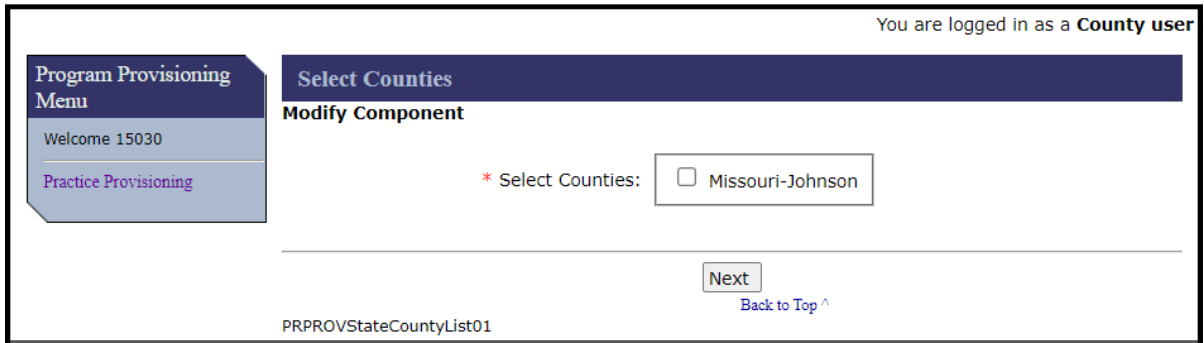 You are logged in as a County user
Program Provisioning
Menu
Welcome 15030
Practice Provisioning
Select Counties
Modify Component
* Select Counties: Missouri-Johnson
Next
Back to Top ^
PRPROVStateCountyList01